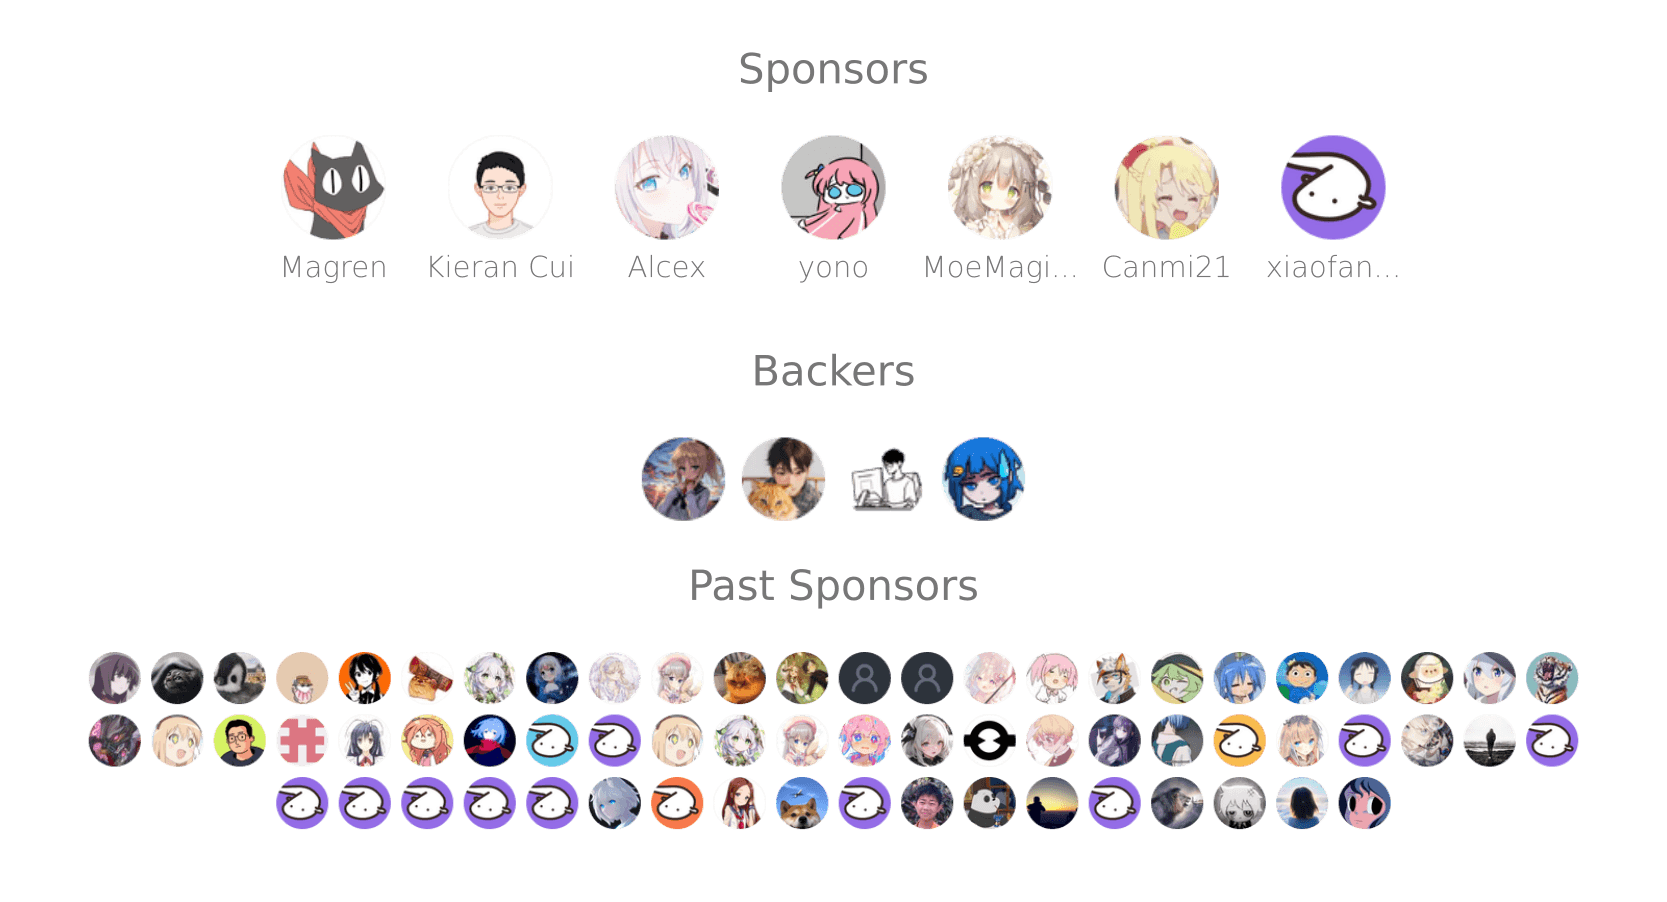 Sponsors
Magren Kieran Cui Alcex yono MoeMagi... Canmi21 xiaofan...
Backers
Past Sponsors